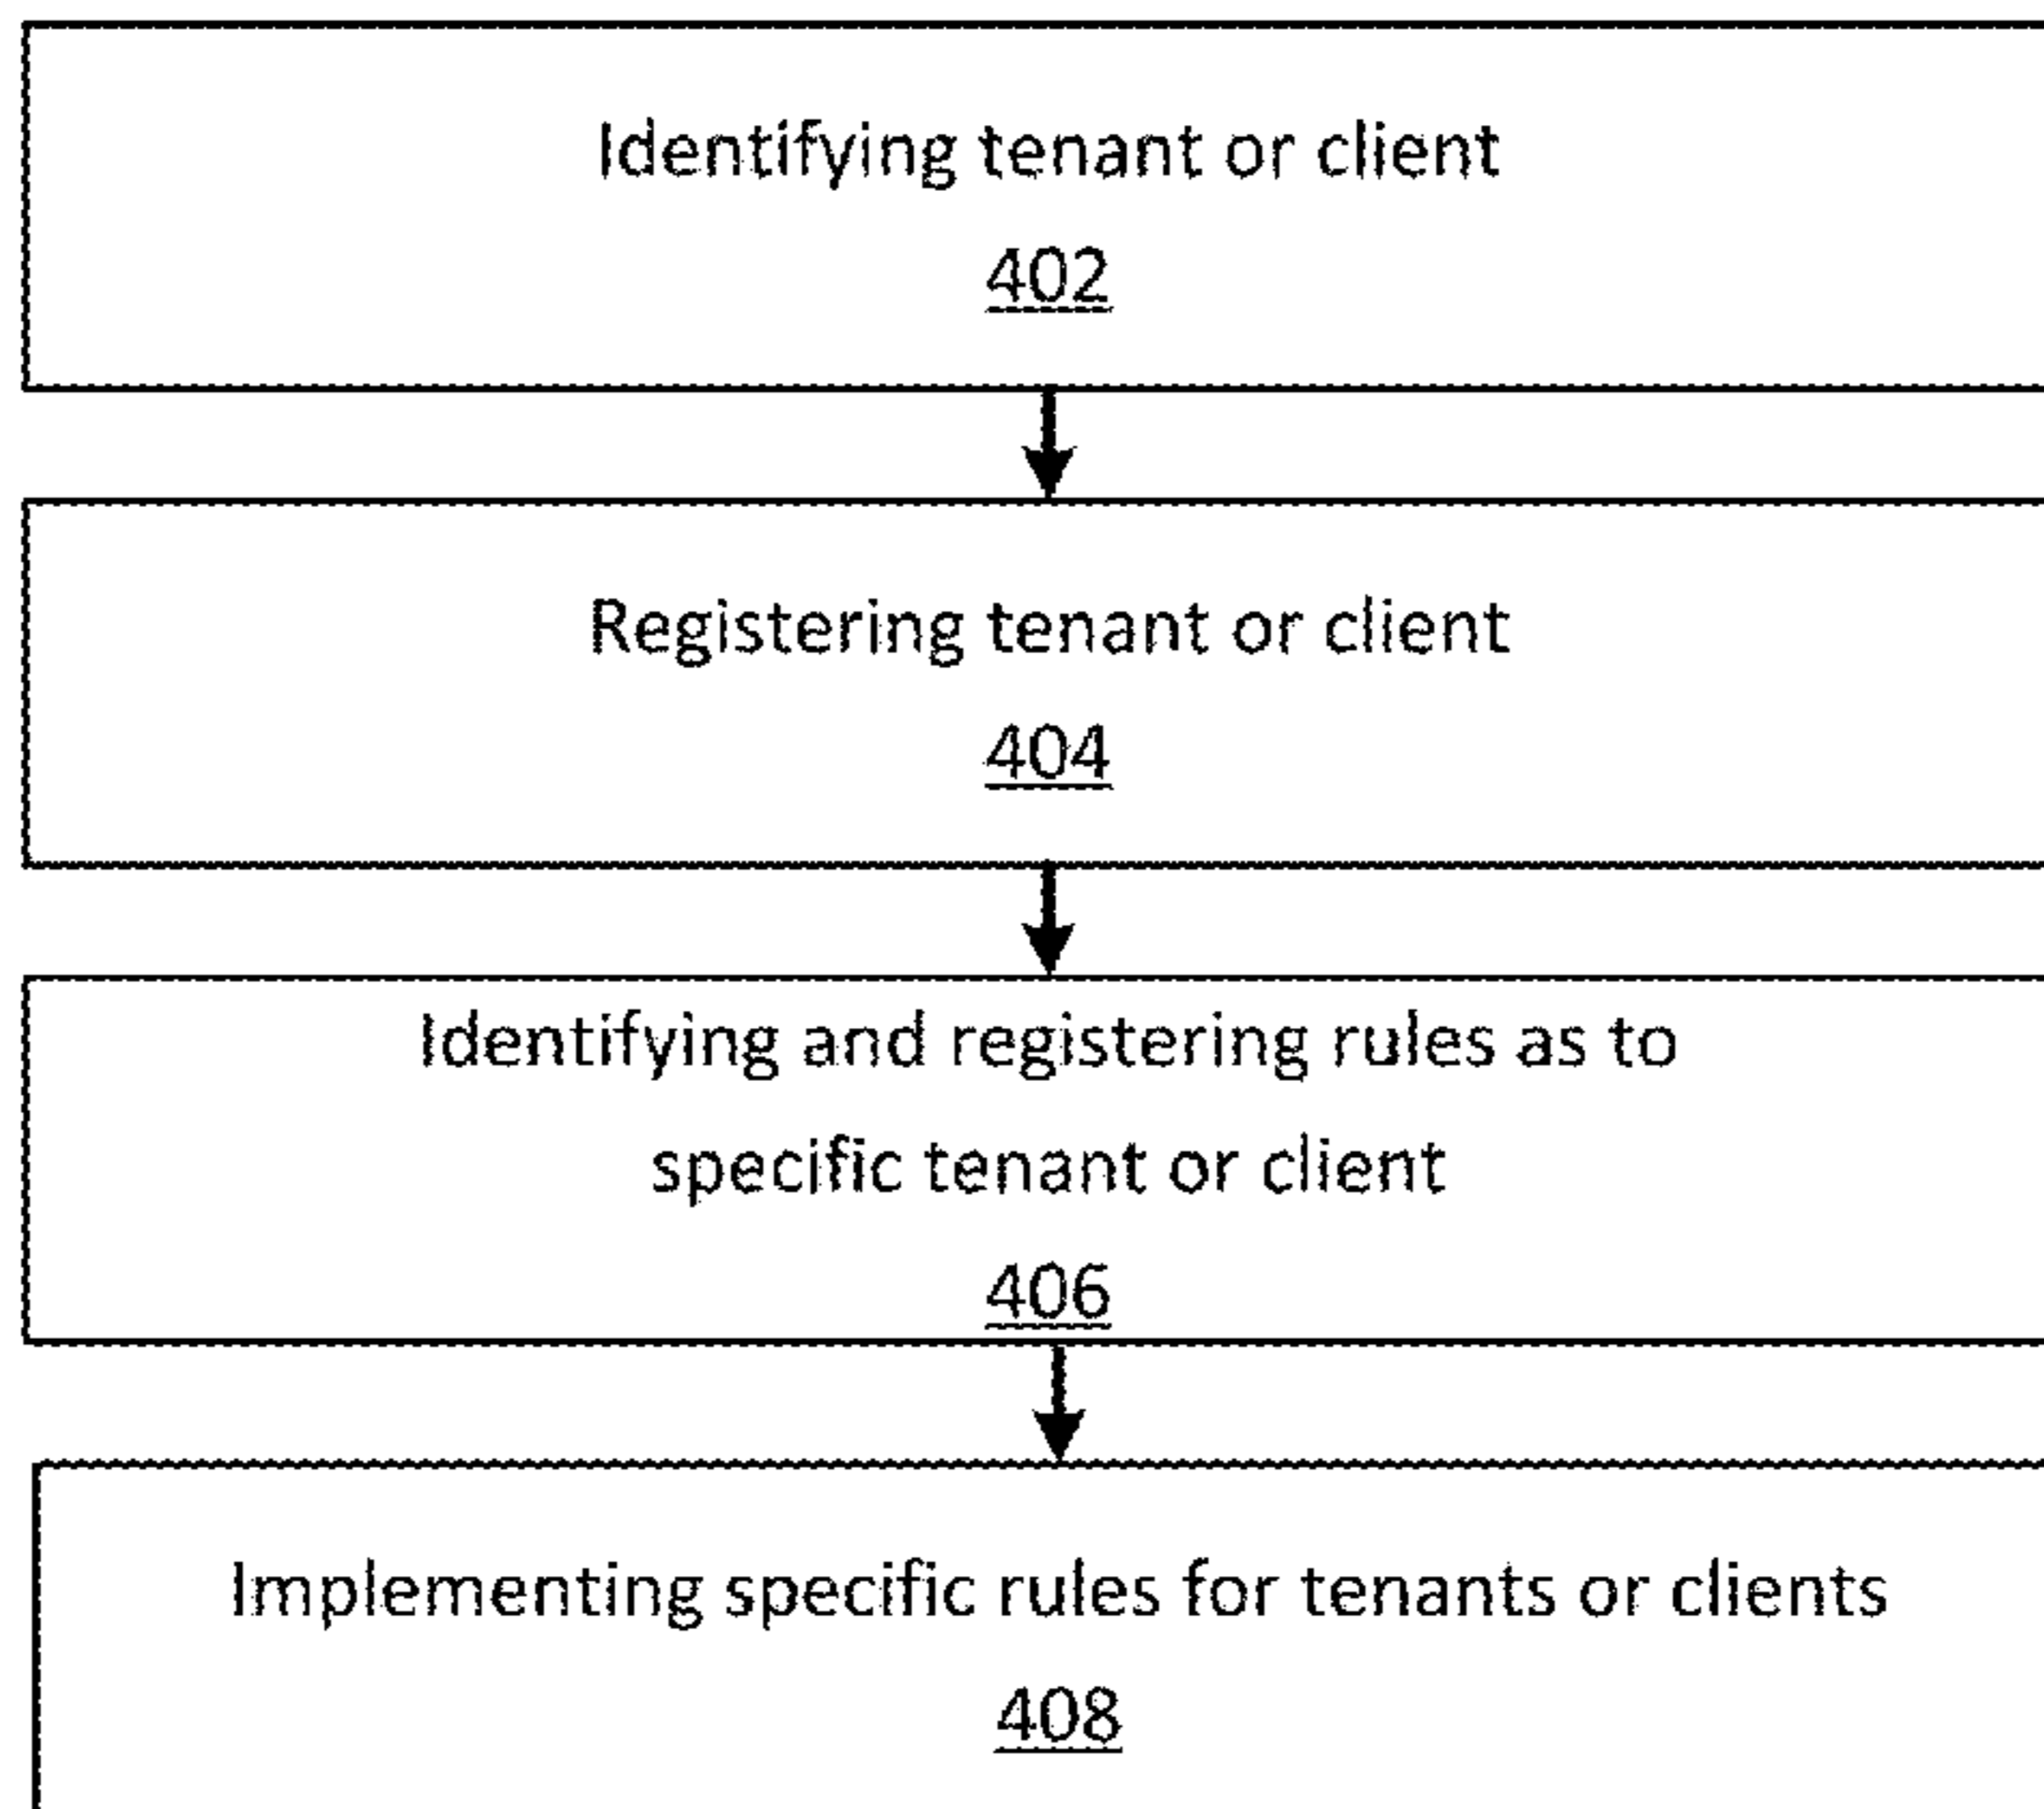 Identifying tenant or client
402
Registering tenant or client
404
Identifying and registering rules as to
specific tenant or client
406
Implementing specific rules for tenants or clients
408